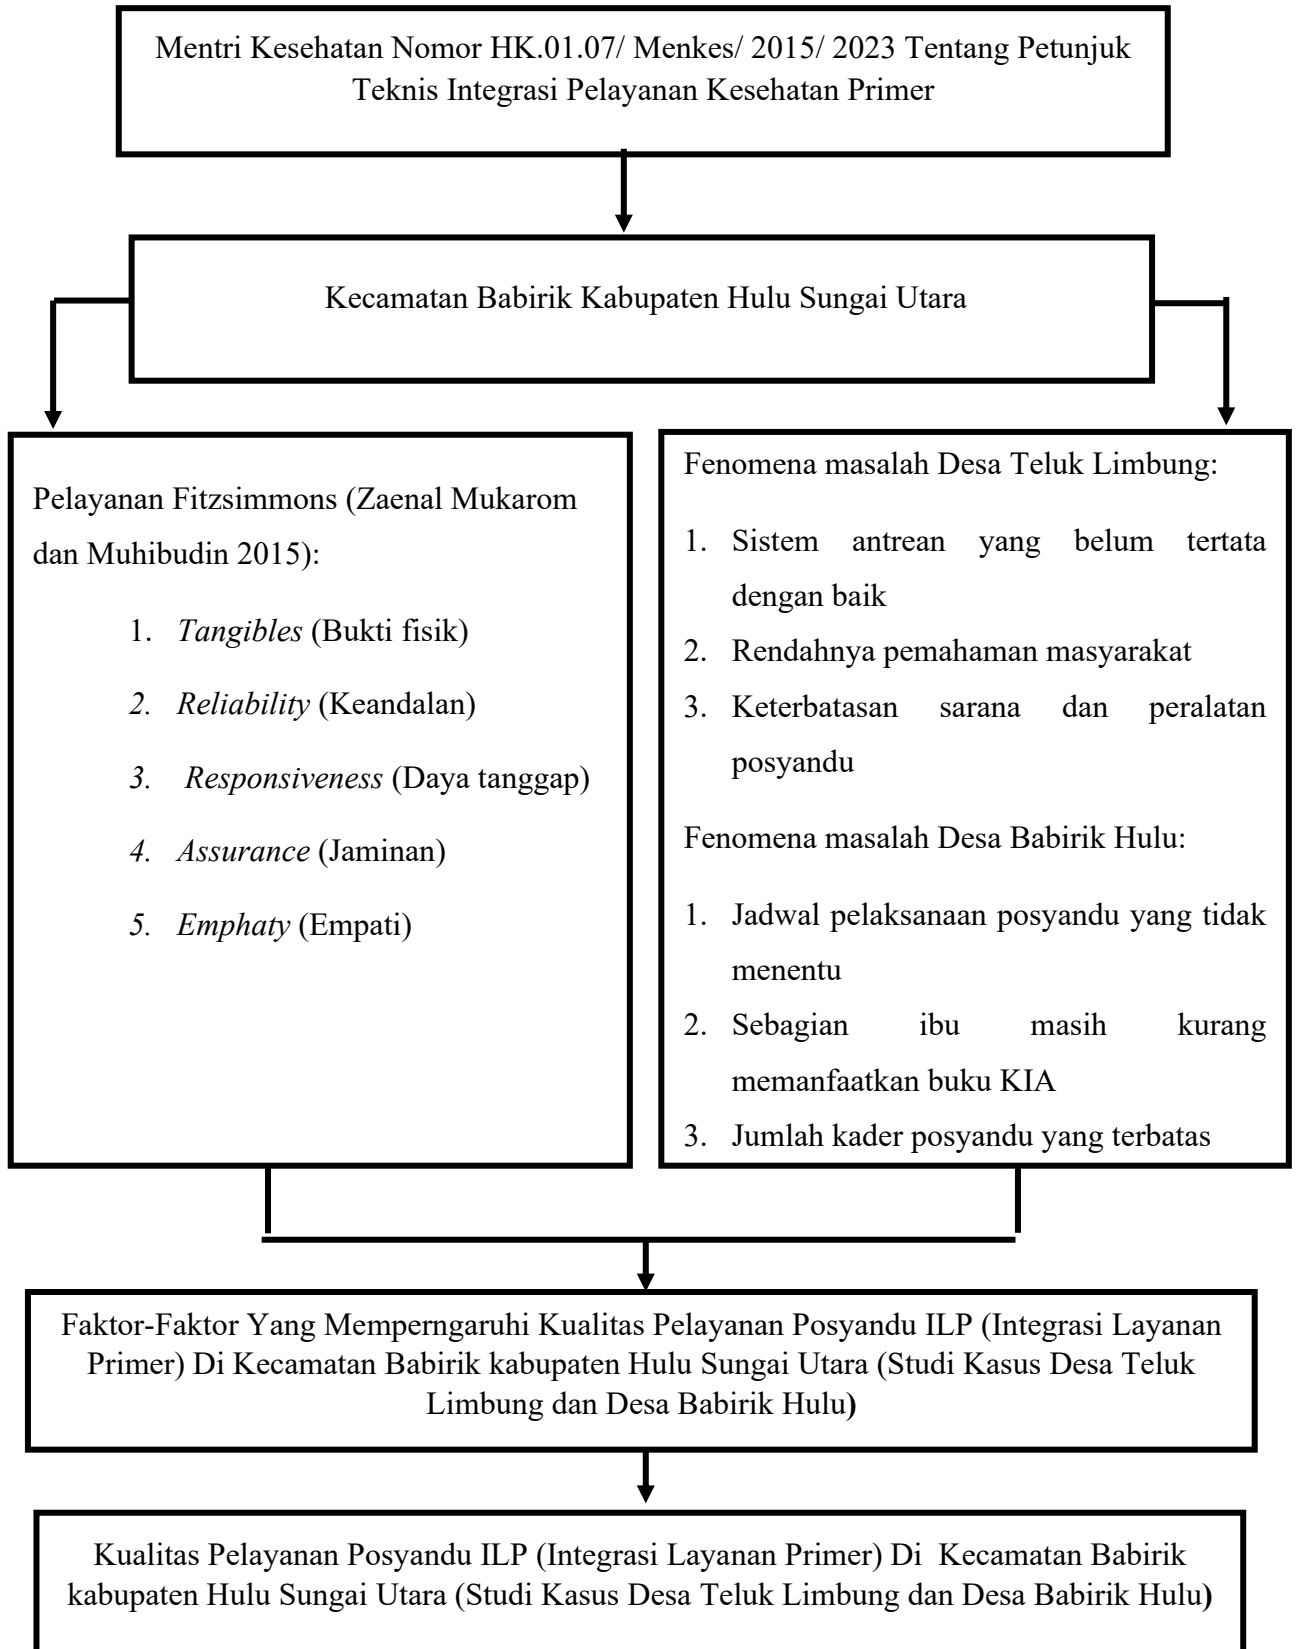 Mentri Kesehatan Nomor HK.01.07/ Menkes/ 2015/ 2023 Tentang Petunjuk
Teknis Integrasi Pelayanan Kesehatan Primer
Kecamatan Babirik Kabupaten Hulu Sungai Utara
Pelayanan Fitzsimmons (Zaenal Mukarom
dan Muhibudin 2015):
1. Tangibles (Bukti fisik)
2. Reliability (Keandalan)
3. Responsiveness (Daya tanggap)
4. Assurance (Jaminan)
5. Emphaty (Empati)
Fenomena masalah Desa Teluk Limbung:
1. Sistem antrean yang belum tertata
dengan baik
2. Rendahnya pemahaman masyarakat
3. Keterbatasan sarana dan peralatan
posyandu
Fenomena masalah Desa Babirik Hulu:
1. Jadwal pelaksanaan posyandu yang tidak
menentu
2. Sebagian ibu masih kurang
memanfaatkan buku KIA
3. Jumlah kader posyandu yang terbatas
Faktor-Faktor Yang Memperngaruhi Kualitas Pelayanan Posyandu ILP (Integrasi Layanan
Primer) Di Kecamatan Babirik kabupaten Hulu Sungai Utara (Studi Kasus Desa Teluk
Limbung dan Desa Babirik Hulu)
Kualitas Pelayanan Posyandu ILP (Integrasi Layanan Primer) Di Kecamatan Babirik
kabupaten Hulu Sungai Utara (Studi Kasus Desa Teluk Limbung dan Desa Babirik Hulu)